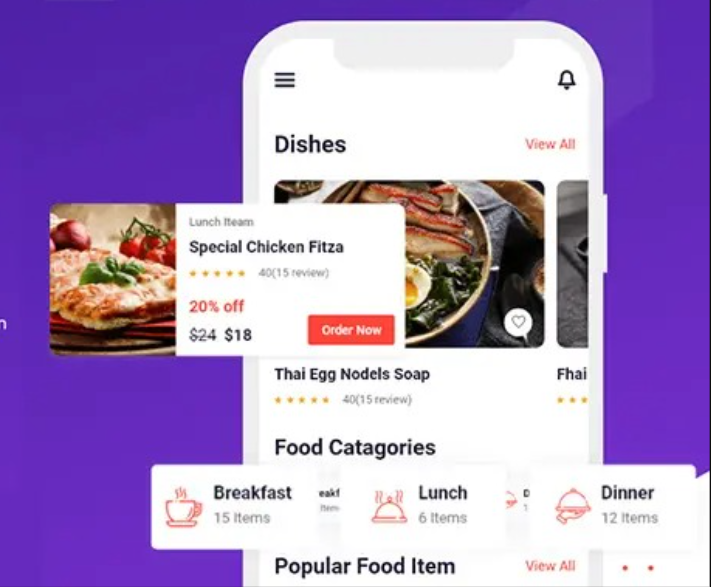 Dishes
View All
Lunch Iteam
Special Chicken Fitza
40(15 review)
20% off
$24 $18
Order Now
Thai Egg Nodels Soap
Fhai
40(15 review)
Food Catagories
Breakfast
15 Items
Lunch
6 Items
Dinner
12 Items
Popular Food Item
View All